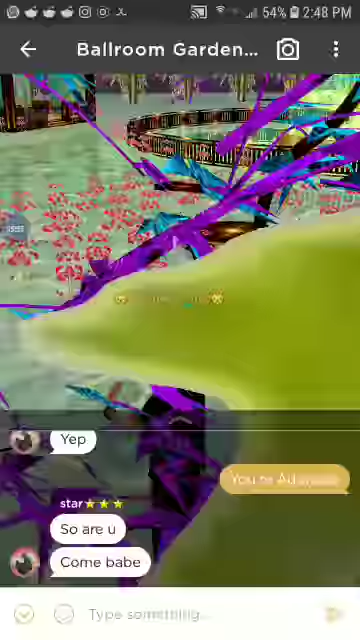 54% 2:48 PM
Ballroom Garden...
Yep
star⭐⭐⭐
So are u
Come babe
Type something...